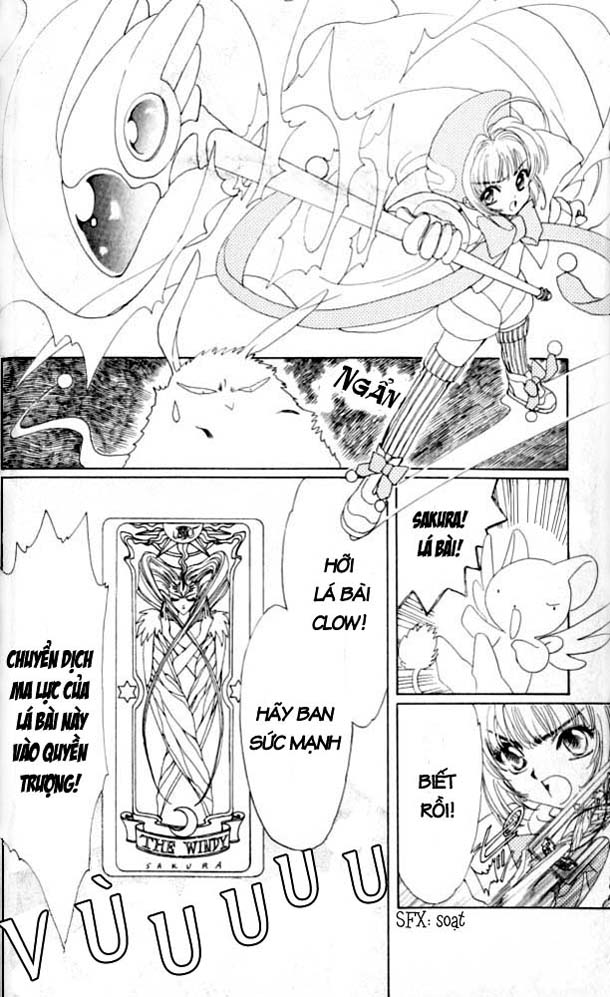 NGẨN
SAKURA!
LÁ BÀI!
BIẾT
RỒI!
SFX: soạt
HỠI
LÁ BÀI
CLOW!
HÃY BAN
SỨC MẠNH
THE WINDY
SAKURA
CHUYỂN DỊCH
MA LỰC CỦA
LÁ BÀI NÀY
VÀO QUYỀN
TRƯỢNG!
VÙUUUUU